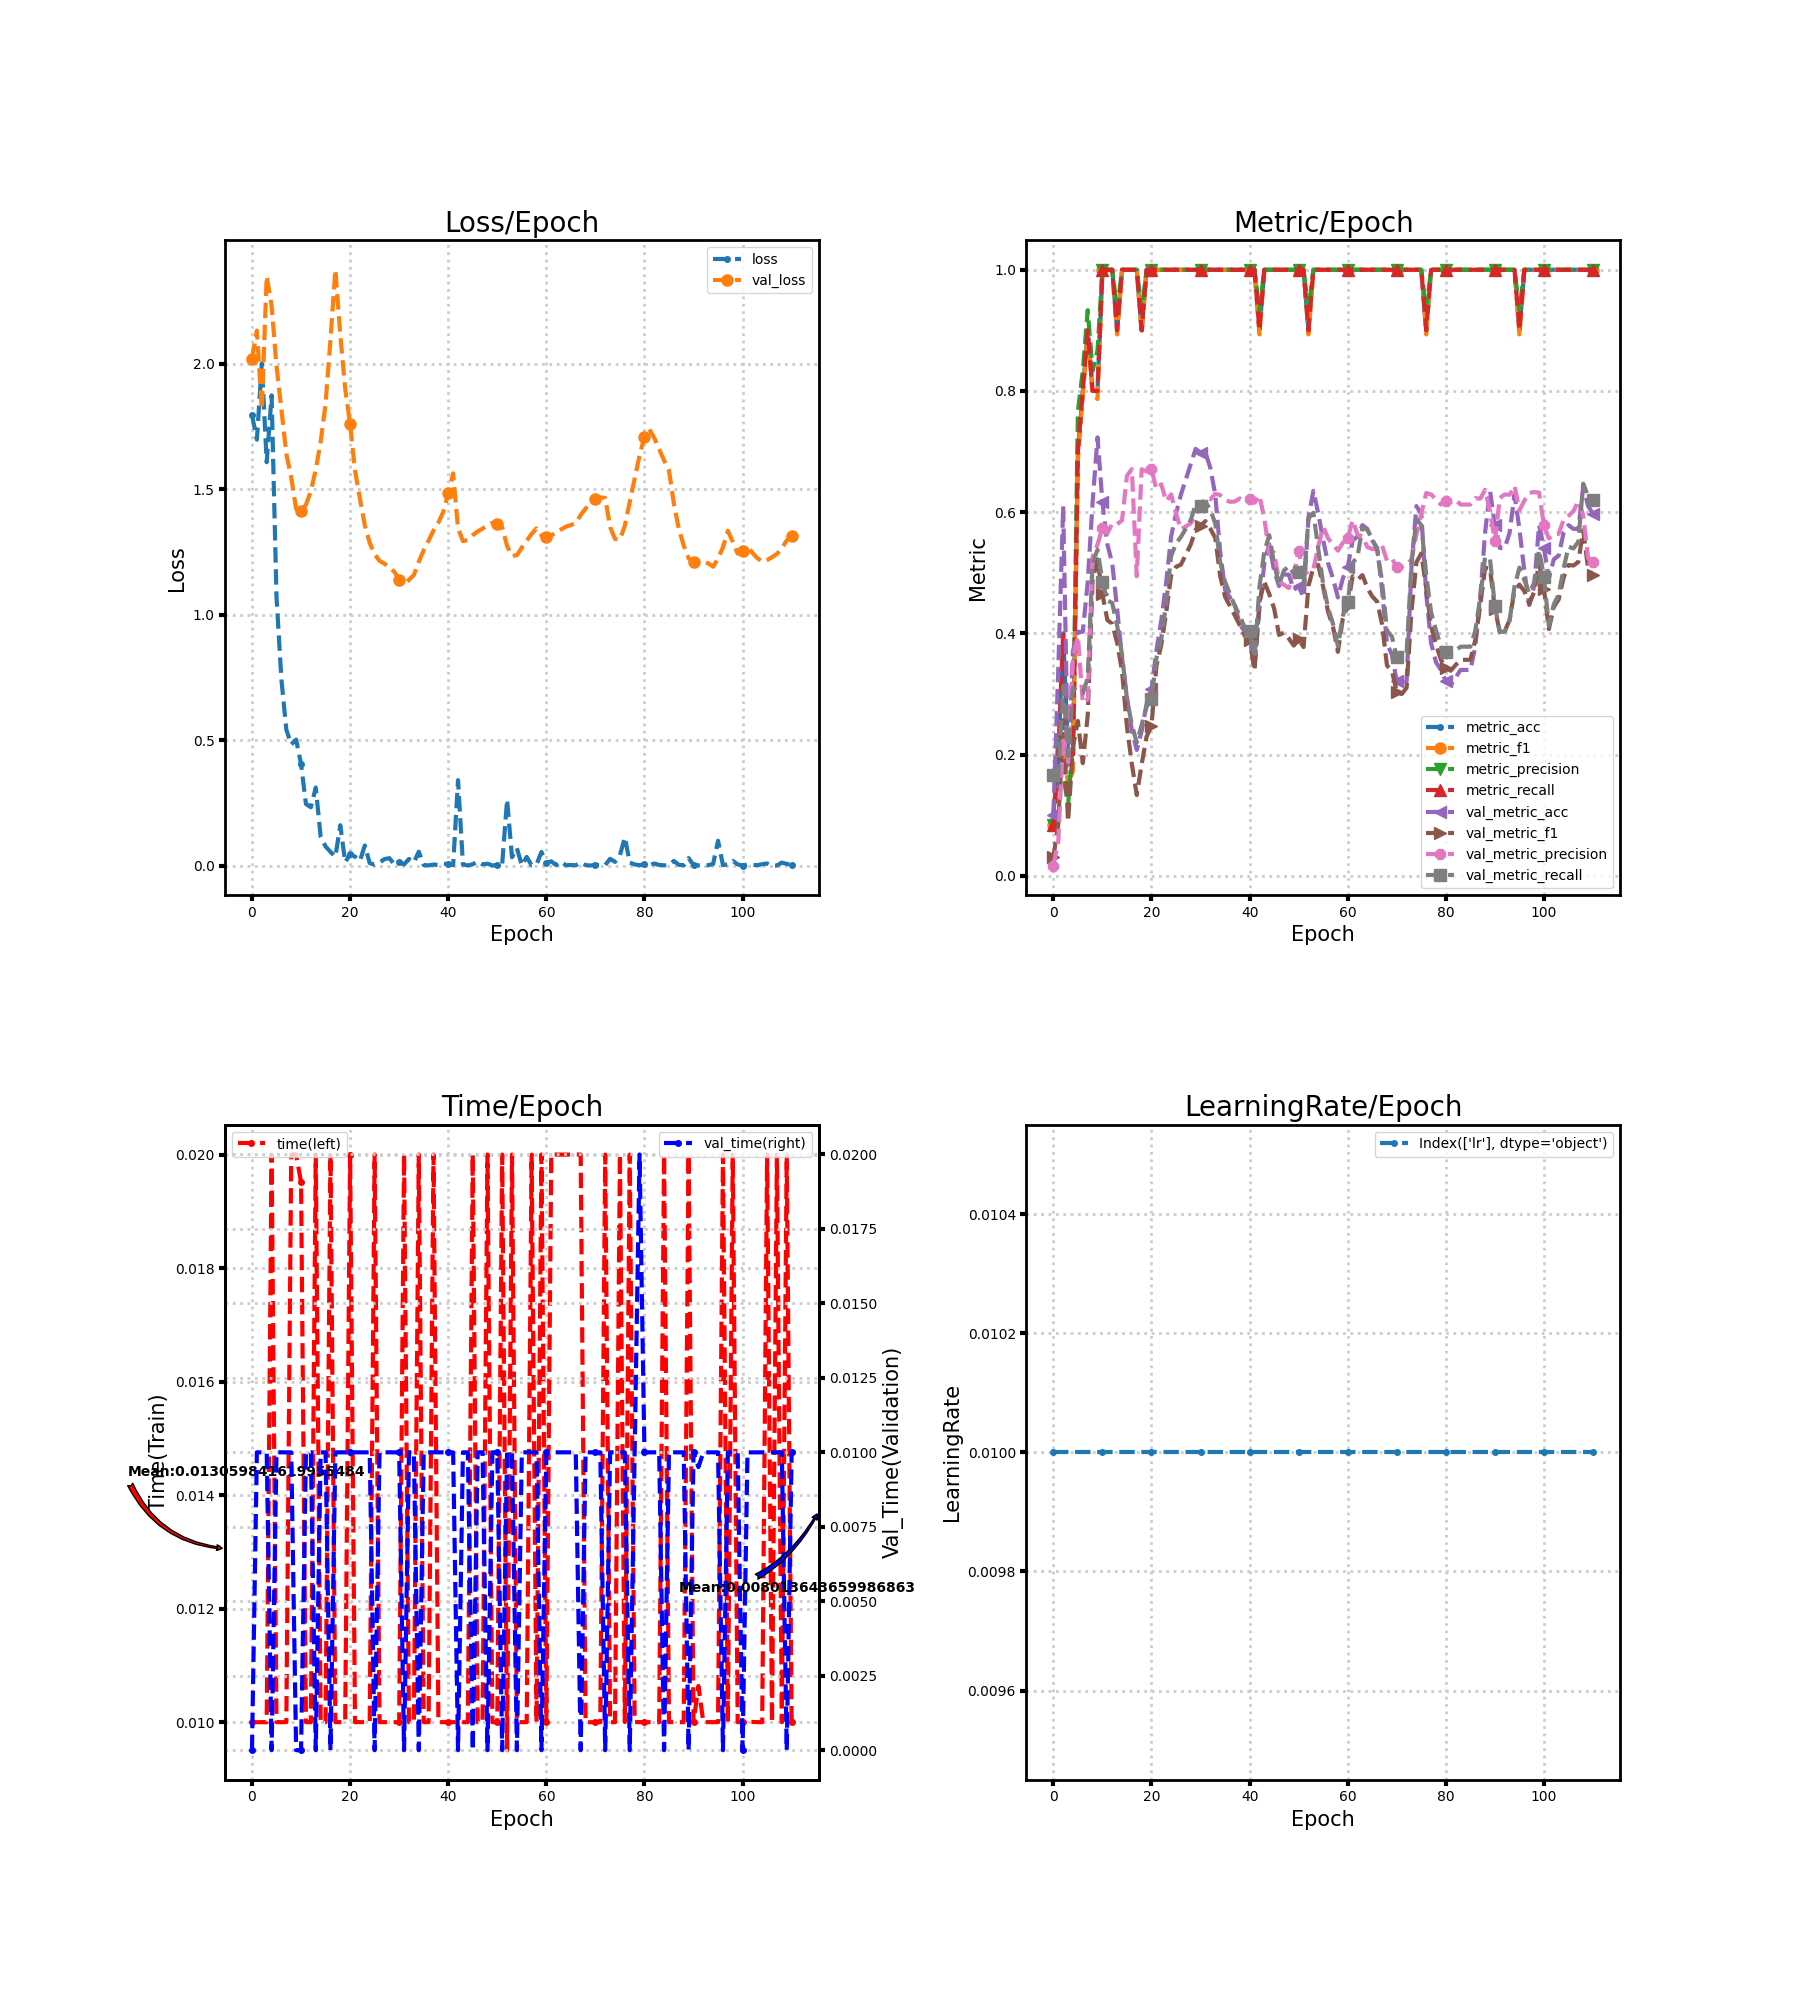 Loss/Epoch
loss
val_loss
2.0
1.5
1.0
0.5
0.0
Loss
0
20
40
60
80
100
Epoch
Metric/Epoch
1.0
0.8
0.6
0.4
0.2
0.0
Metric
metric_acc
metric_f1
metric_precision
metric_recall
val_metric_acc
val_metric_f1
val_metric_precision
val_metric_recall
0
20
40
60
80
100
Epoch
Time/Epoch
time(left)
val_time(right)
0.020
0.018
0.016
0.014
0.012
0.010
Time(Train)
0.0200
0.0175
0.0150
0.0125
0.0100
0.0075
0.0050
0.0025
0.0000
Val_Time(Validation)
Mean:0.008013643659986863
0
20
40
60
80
100
Epoch
LearningRate/Epoch
Index(['lr'], dtype='object')
0.0104
0.0102
0.0100
0.0098
0.0096
LearningRate
0
20
40
60
80
100
Epoch